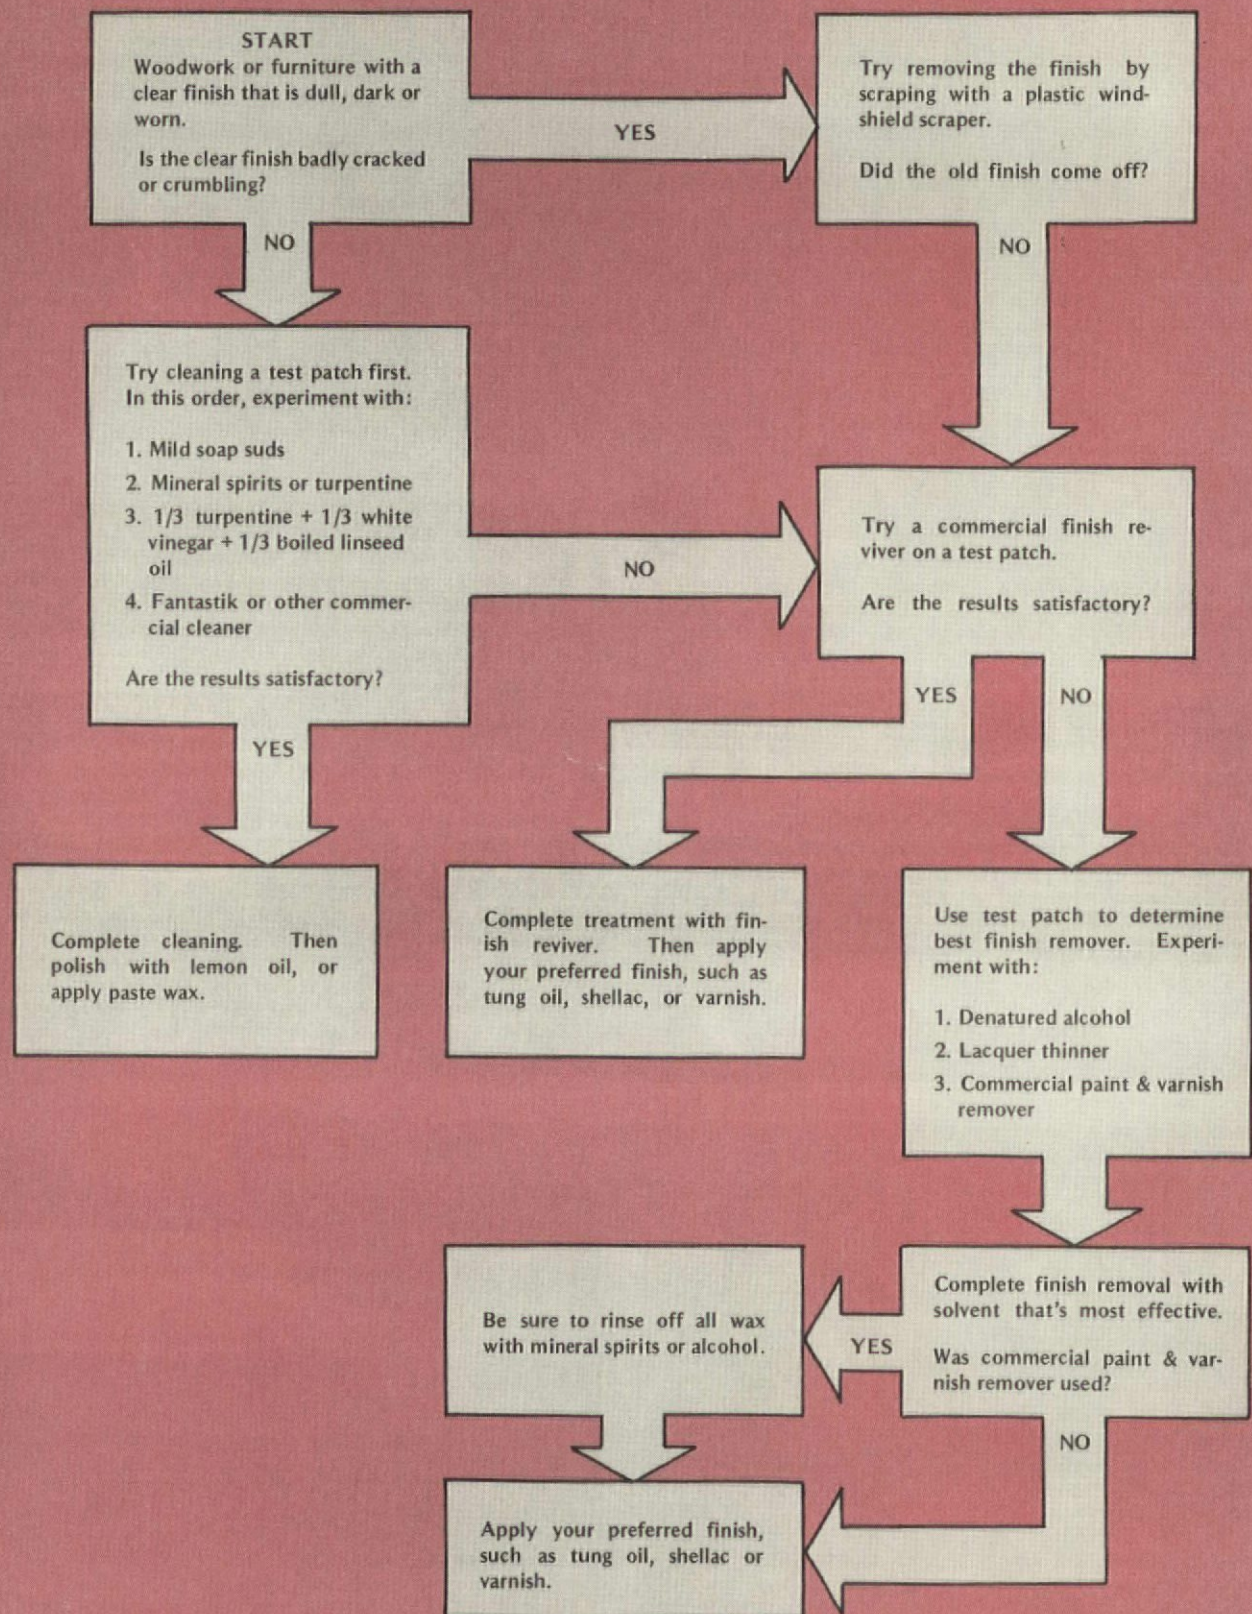 START
Woodwork or furniture with a
clear finish that is dull, dark or
worn.
Is the clear finish badly cracked
or crumbling?
YES
Try removing the finish by
scraping with a plastic wind-
shield scraper.
Did the old finish come off?
NO
NO
Try cleaning a test patch first.
In this order, experiment with:
1. Mild soap suds
2. Mineral spirits or turpentine
3. 1/3 turpentine + 1/3 white
vinegar + 1/3 boiled linseed
oil
4. Fantastik or other commer-
cial cleaner
Are the results satisfactory?
NO
Try a commercial finish re-
viver on a test patch.
Are the results satisfactory?
YES
YES
NO
Complete cleaning. Then
polish with lemon oil, or
apply paste wax.
Complete treatment with fin-
ish reviver. Then apply
your preferred finish, such as
tung oil, shellac, or varnish.
Use test patch to determine
best finish remover. Experi-
ment with:
1. Denatured alcohol
2. Lacquer thinner
3. Commercial paint & varnish
remover
Complete finish removal with
solvent that's most effective.
Was commercial paint & var-
nish remover used?
YES
Be sure to rinse off all wax
with mineral spirits or alcohol.
NO
Apply your preferred finish,
such as tung oil, shellac or
varnish.